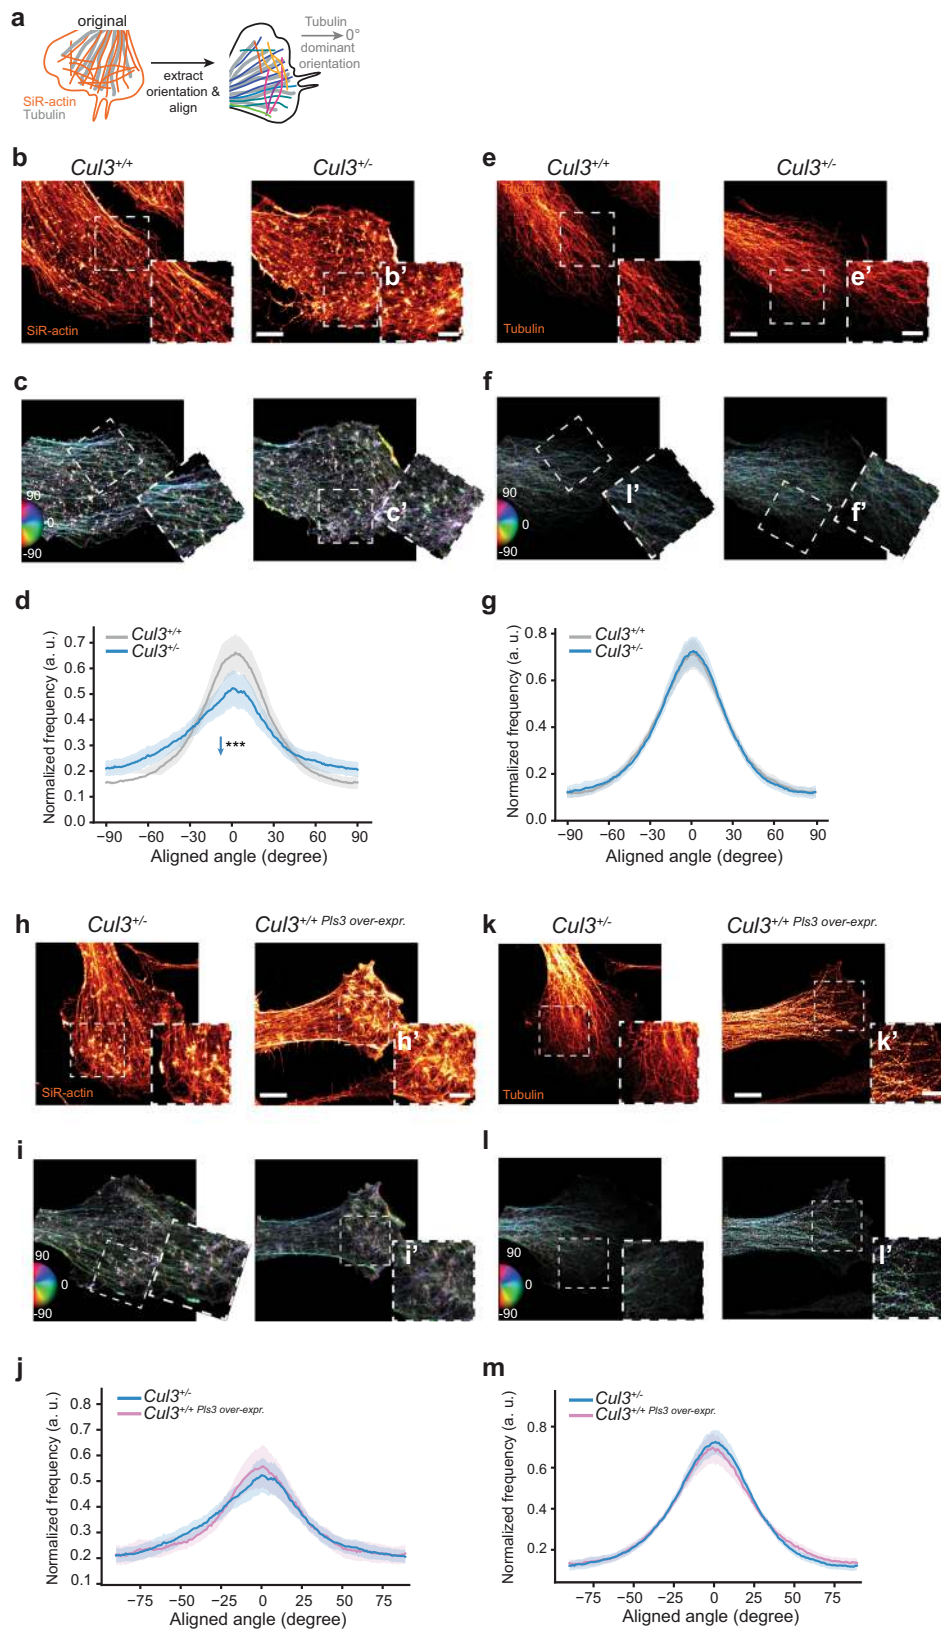 a
original
SiR-actin
Tubulin
extract
orientation &
align
Tubulin
0°
dominant
orientation
b
Cul3+/+
Cul3+/-
SiR-actin
b'
e
Cul3+/+
Cul3+/-
Tubulin
Tubulin
e'
c
90
0
-90
c'
f
90
0
-90
l'
f'
d
Normalized frequency (a. u.)
Cul3+/+
Cul3+/-
0.7
0.6
0.5
0.4
0.3
0.2
0.1
0.0
***
−90 −60 −30 0 30 60 90
Aligned angle (degree)
g
Normalized frequency (a. u.)
Cul3+/+
Cul3+/-
0.8
0.6
0.4
0.2
0.0
−90 −60 −30 0 30 60 90
Aligned angle (degree)
h
Cul3+/-
Cul3+/+ Pls3 over-expr.
SiR-actin
h'
k
Cul3+/-
Cul3+/+ Pls3 over-expr.
Tubulin
k'
i
90
0
-90
i'
l
90
0
-90
l'
j
Normalized frequency (a. u.)
Cul3+/-
Cul3+/+ Pls3 over-expr.
0.8
0.7
0.6
0.5
0.4
0.3
0.2
0.1
−75 −50 −25 0 25 50 75
Aligned angle (degree)
m
Normalized frequency (a. u.)
Cul3+/-
Cul3+/+ Pls3 over-expr.
0.8
0.6
0.4
0.2
−75 −50 −25 0 25 50 75
Aligned angle (degree)